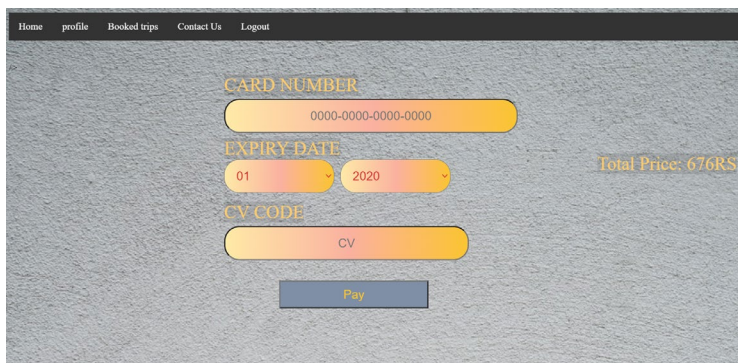 Home profile Booked trips Contact Us Logout
CARD NUMBER
0000-0000-0000-0000
EXPIRY DATE
01 2020
Total Price: 676RS
CV CODE
CV
Pay